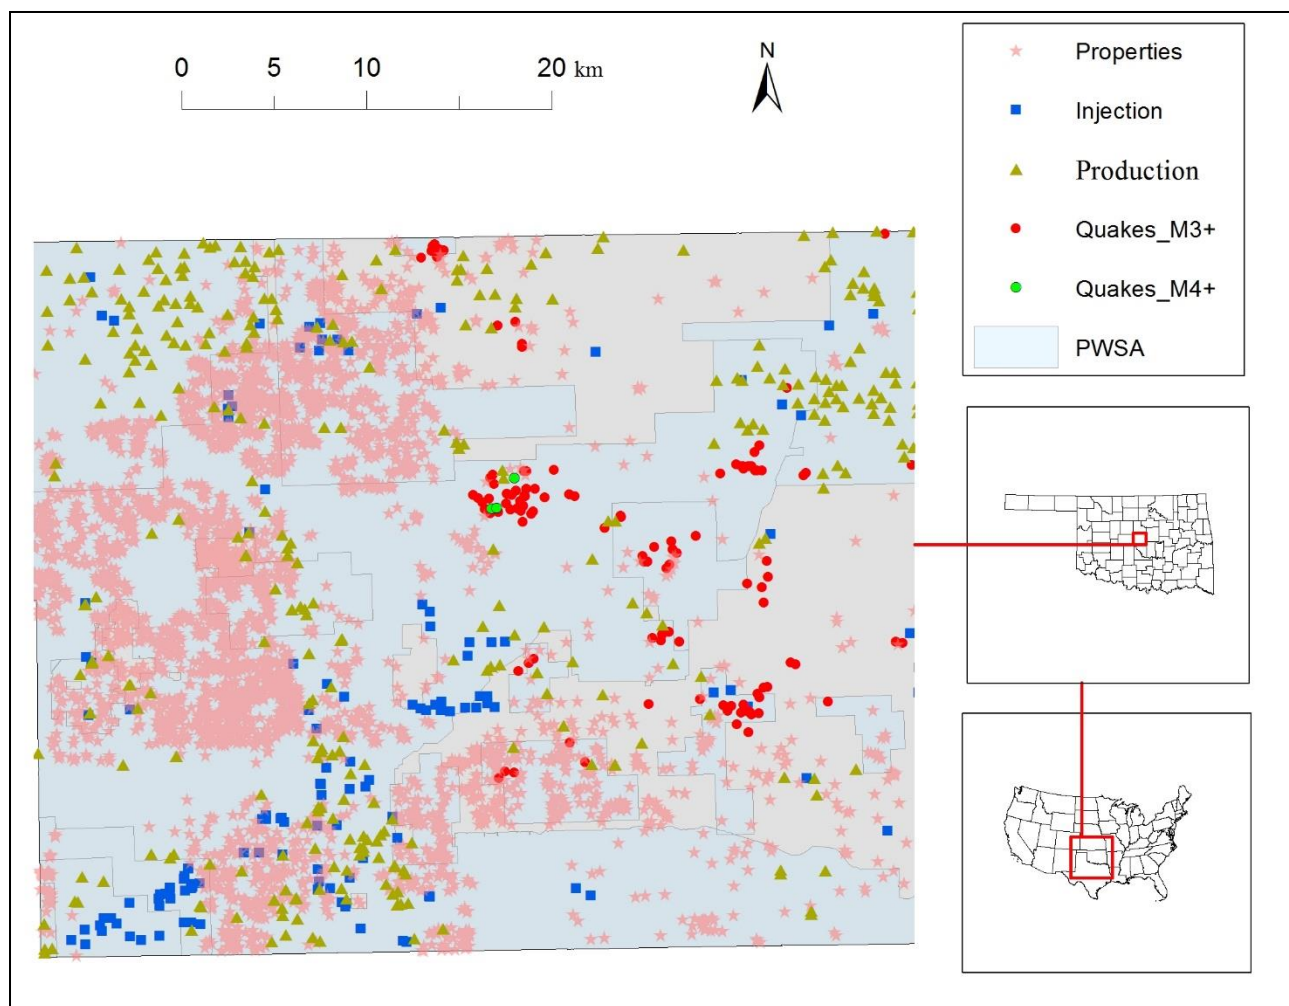 0 5 10 20 km
N
Properties
Injection
Production
Quakes_M3+
Quakes_M4+
PWSA